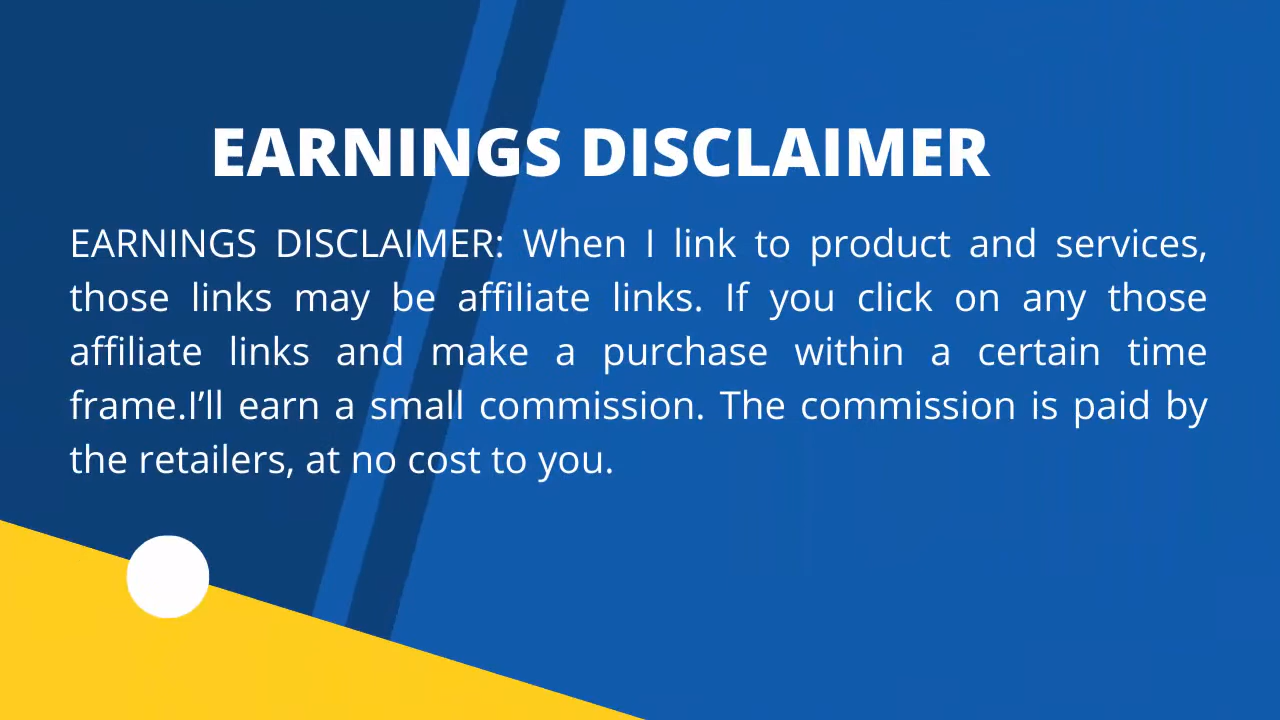 EARNINGS DISCLAIMER
EARNINGS DISCLAIMER: When I link to product and services,
those links may be affiliate links. If you click on any those
affiliate links and make a purchase within a certain time
frame.I’ll earn a small commission. The commission is paid by
the retailers, at no cost to you.